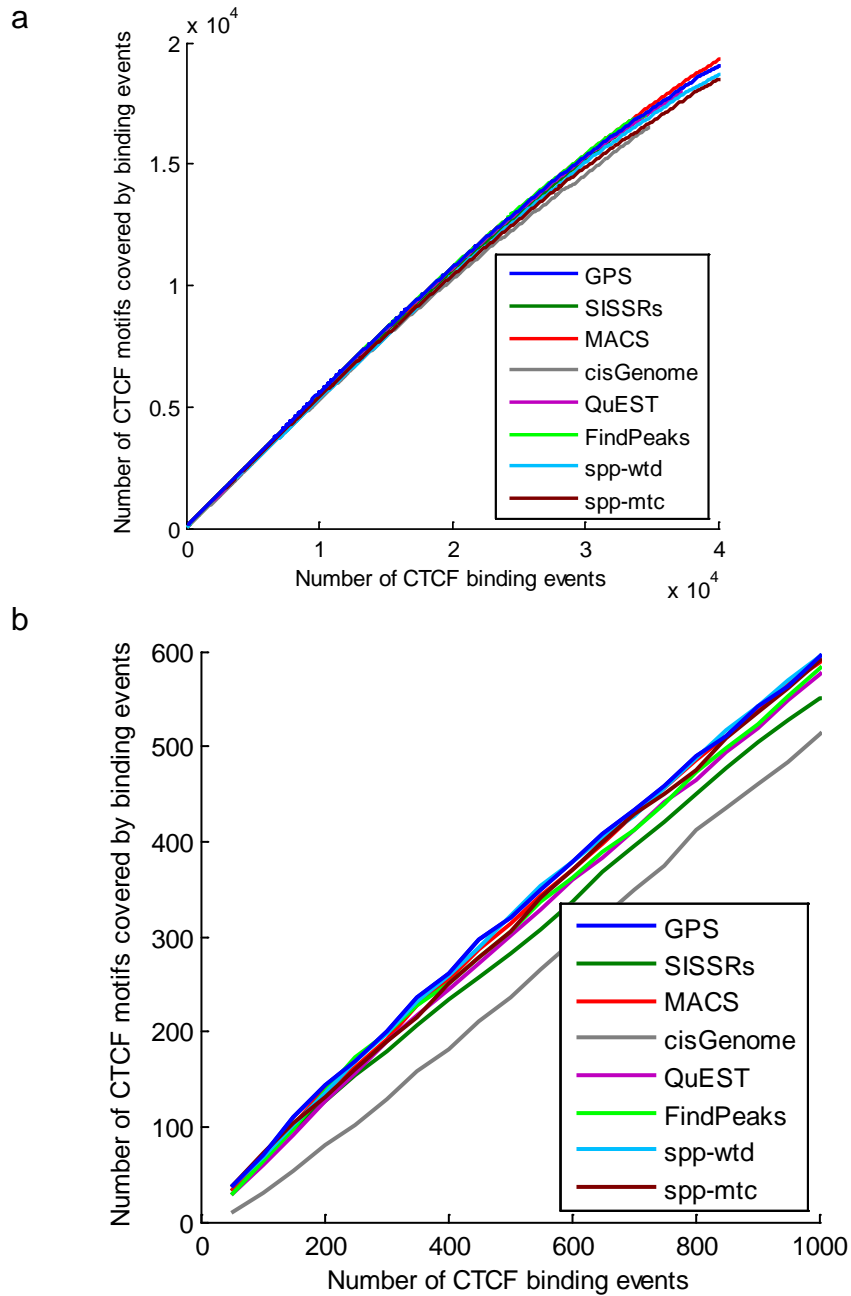 a
x 10^4
Number of CTCF motifs covered by binding events
2
1.5
1
0.5
0
GPS
SISSRs
MACS
cisGenome
QuEST
FindPeaks
spp-wtd
spp-mtc
0 1 2 3 4
Number of CTCF binding events
x 10^4
b
Number of CTCF motifs covered by binding events
600
500
400
300
200
100
0
GPS
SISSRs
MACS
cisGenome
QuEST
FindPeaks
spp-wtd
spp-mtc
0 200 400 600 800 1000
Number of CTCF binding events